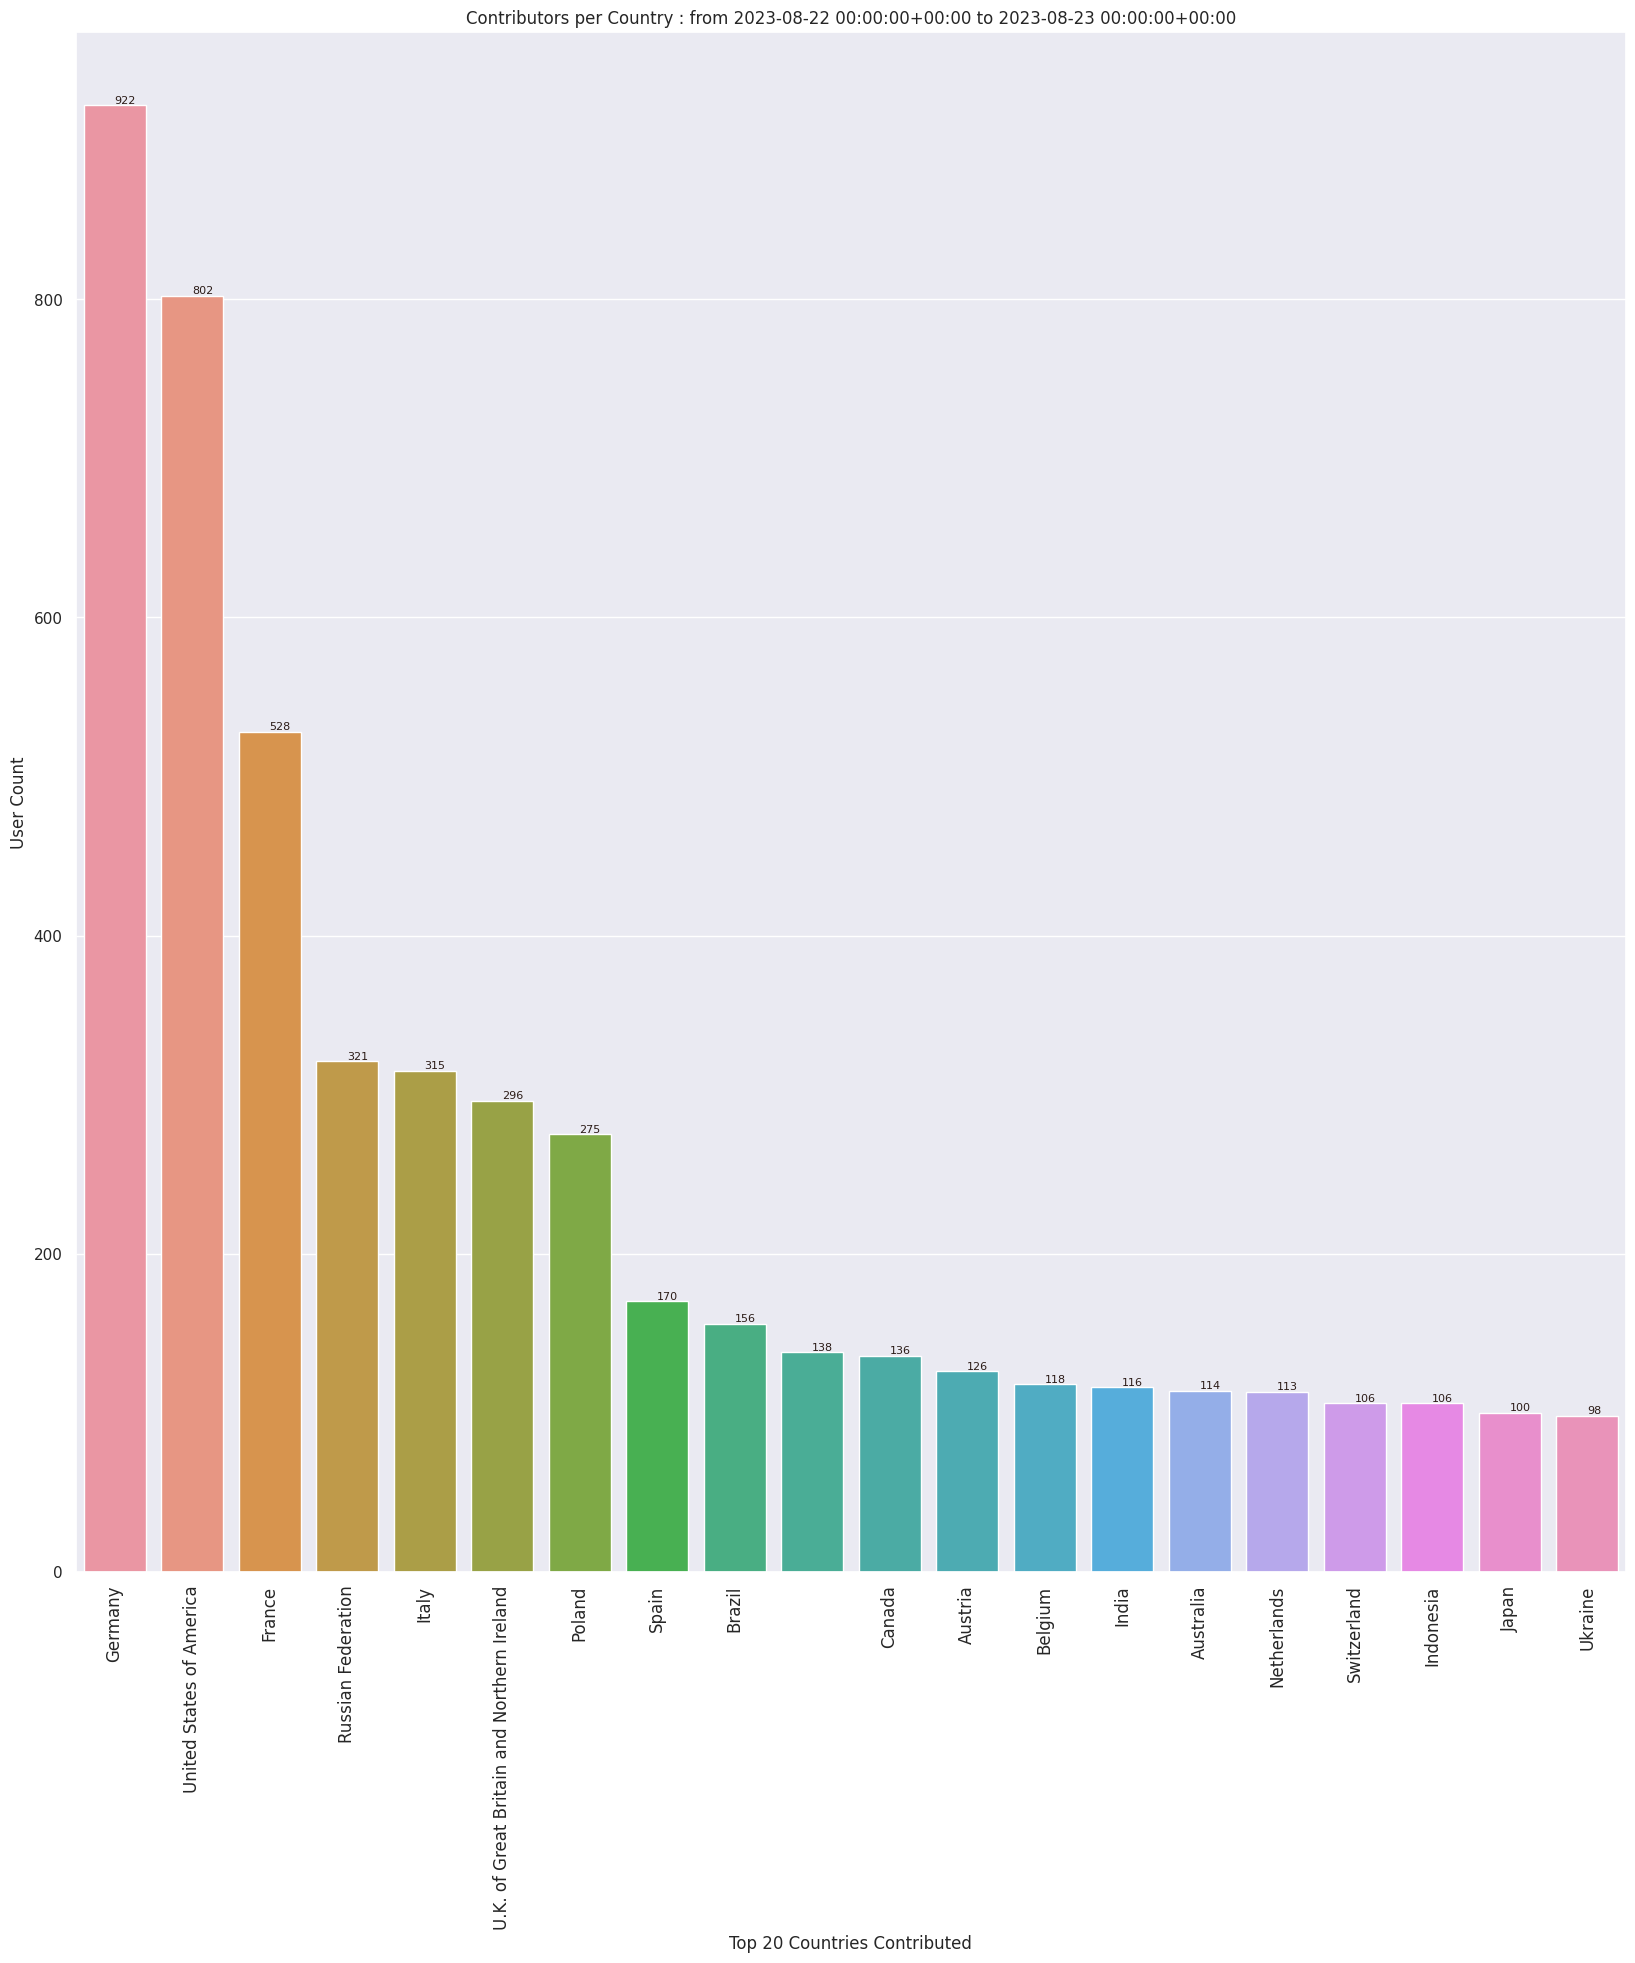 Contributors per Country : from 2023-08-22 00:00:00+00:00 to 2023-08-23 00:00:00+00:00
User Count
800
600
400
200
0
922
802
528
321
315
296
275
170
156
138
136
126
118
116
114
113
106
106
100
98
Germany
United States of America
France
Russian Federation
Italy
U.K. of Great Britain and Northern Ireland
Poland
Spain
Brazil
Canada
Austria
Belgium
India
Australia
Netherlands
Switzerland
Indonesia
Japan
Ukraine
Top 20 Countries Contributed